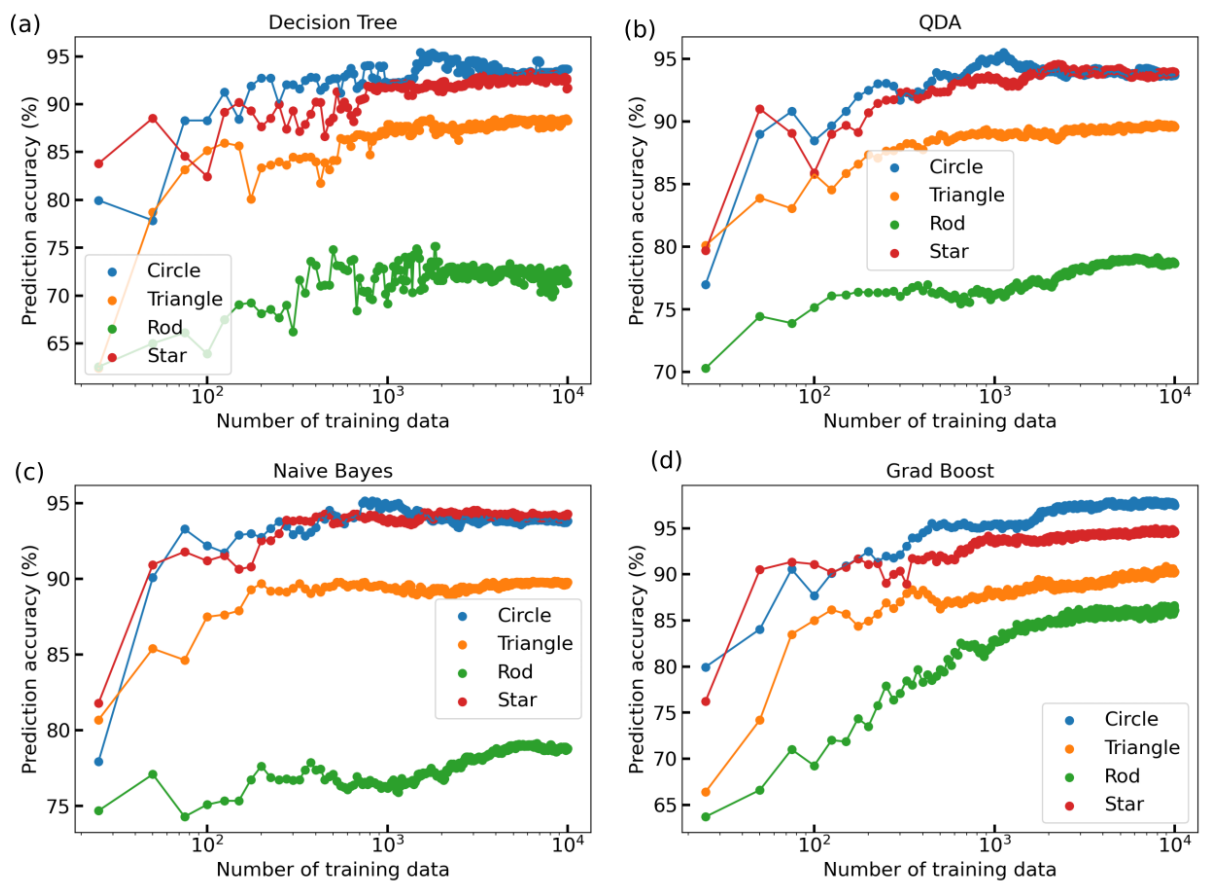 (a)
Decision Tree
Prediction accuracy (%)
95
90
85
80
75
70
65
Circle
Triangle
Rod
Star
10²
10³
10⁴
Number of training data
(b)
QDA
Prediction accuracy (%)
95
90
85
80
75
70
Circle
Triangle
Rod
Star
10²
10³
10⁴
Number of training data
(c)
Naive Bayes
Prediction accuracy (%)
95
90
85
80
75
Circle
Triangle
Rod
Star
10²
10³
10⁴
Number of training data
(d)
Grad Boost
Prediction accuracy (%)
95
90
85
80
75
70
65
Circle
Triangle
Rod
Star
10²
10³
10⁴
Number of training data